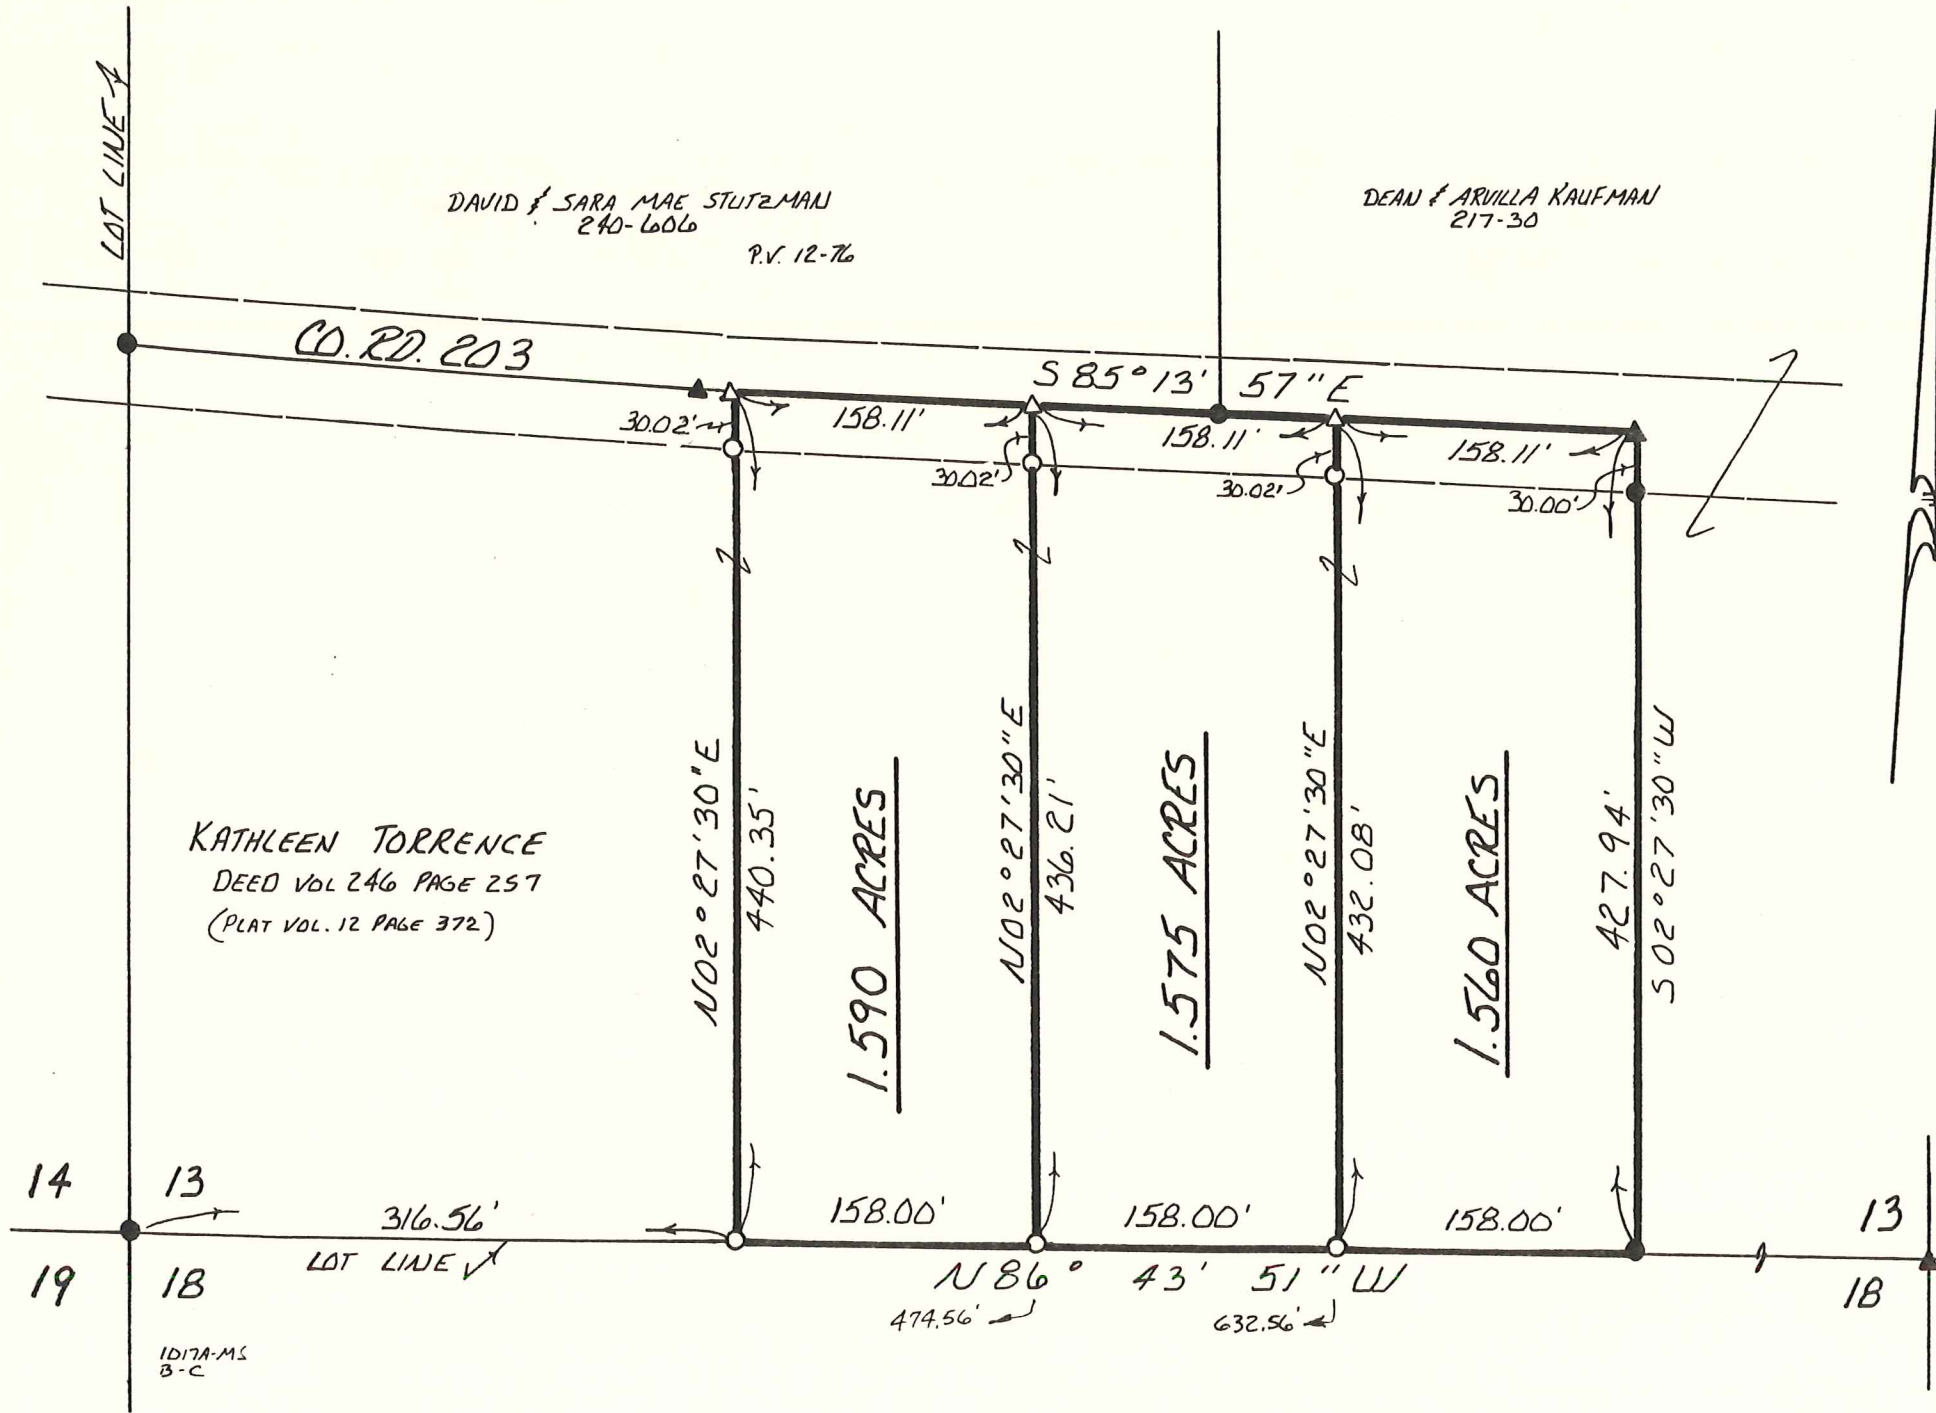 LOT LINE
DAVID & SARA MAE STUTZMAN
240-606
P.V. 12-76
DEAN & ARVILLA KAUFMAN
217-30
CO. RD. 203
S 85° 13' 57" E
30.02'
158.11'
30.02'
158.11'
30.02'
158.11'
30.00'
N02°27'30"E
440.35'
1.590 ACRES
N02°27'30"E
436.21'
1.575 ACRES
N02°27'30"E
432.08'
1.560 ACRES
427.94'
S02°27'30"W
KATHLEEN TORRENCE
DEED VOL 246 PAGE 257
(PLAT VOL. 12 PAGE 372)
14
13
316.56'
158.00'
158.00'
158.00'
13
LOT LINE
19
18
N 86° 43' 51" W
18
474.56'
632.56'
1017A-MS
B-C